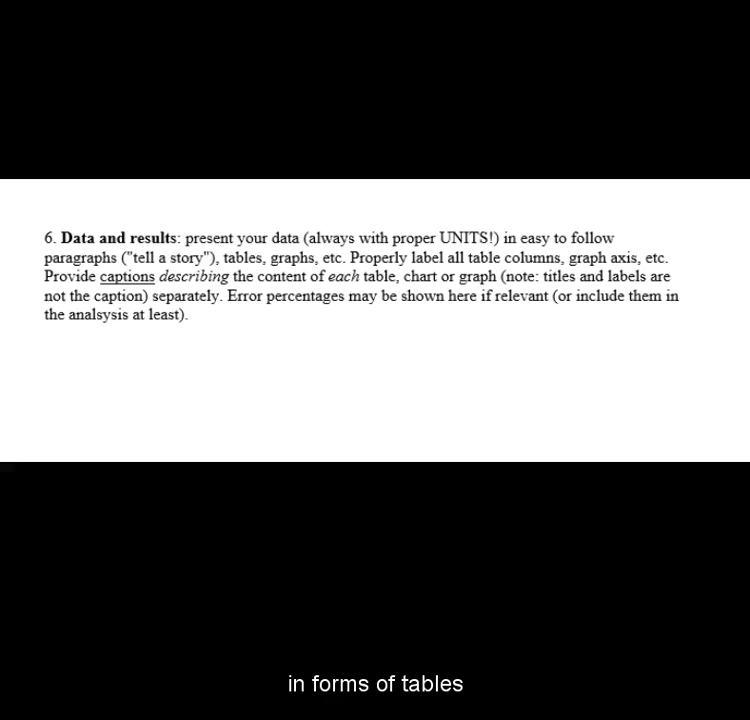 6. Data and results: present your data (always with proper UNITS!) in easy to follow
paragraphs ("tell a story"), tables, graphs, etc. Properly label all table columns, graph axis, etc.
Provide captions describing the content of each table, chart or graph (note: titles and labels are
not the caption) separately. Error percentages may be shown here if relevant (or include them in
the analsysis at least).
in forms of tables